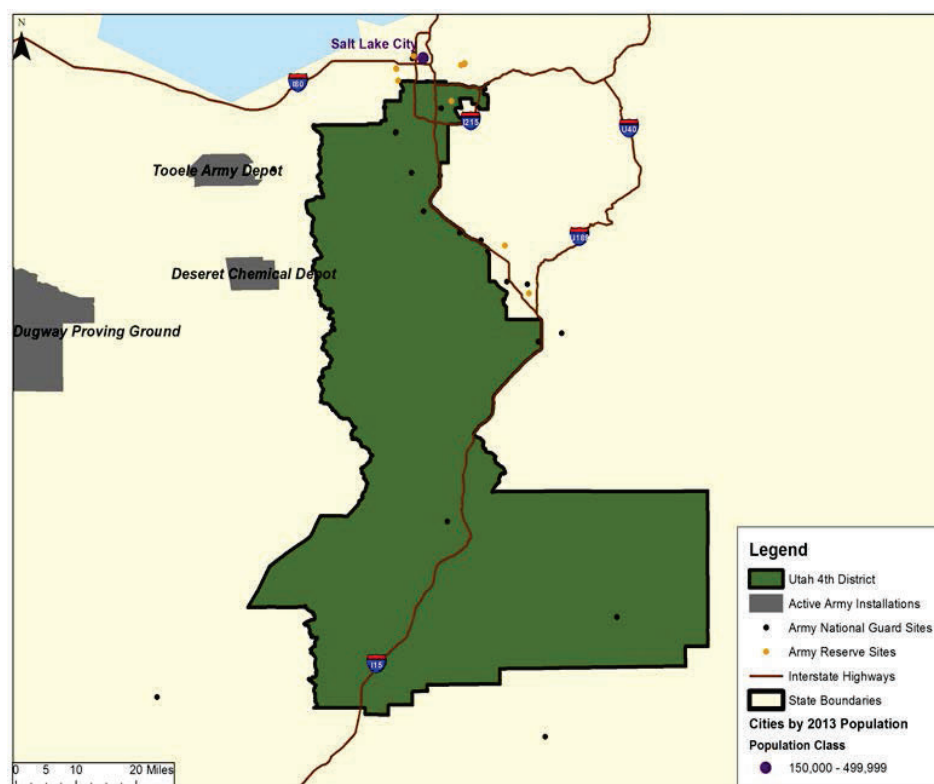 N
Salt Lake City
I80
I215
U40
Tooele Army Depot
U189
Deseret Chemical Depot
Dugway Proving Ground
I15
Legend
Utah 4th District
Active Army Installations
Army National Guard Sites
Army Reserve Sites
Interstate Highways
State Boundaries
Cities by 2013 Population
Population Class
150,000 - 499,999
0 5 10 20 Miles